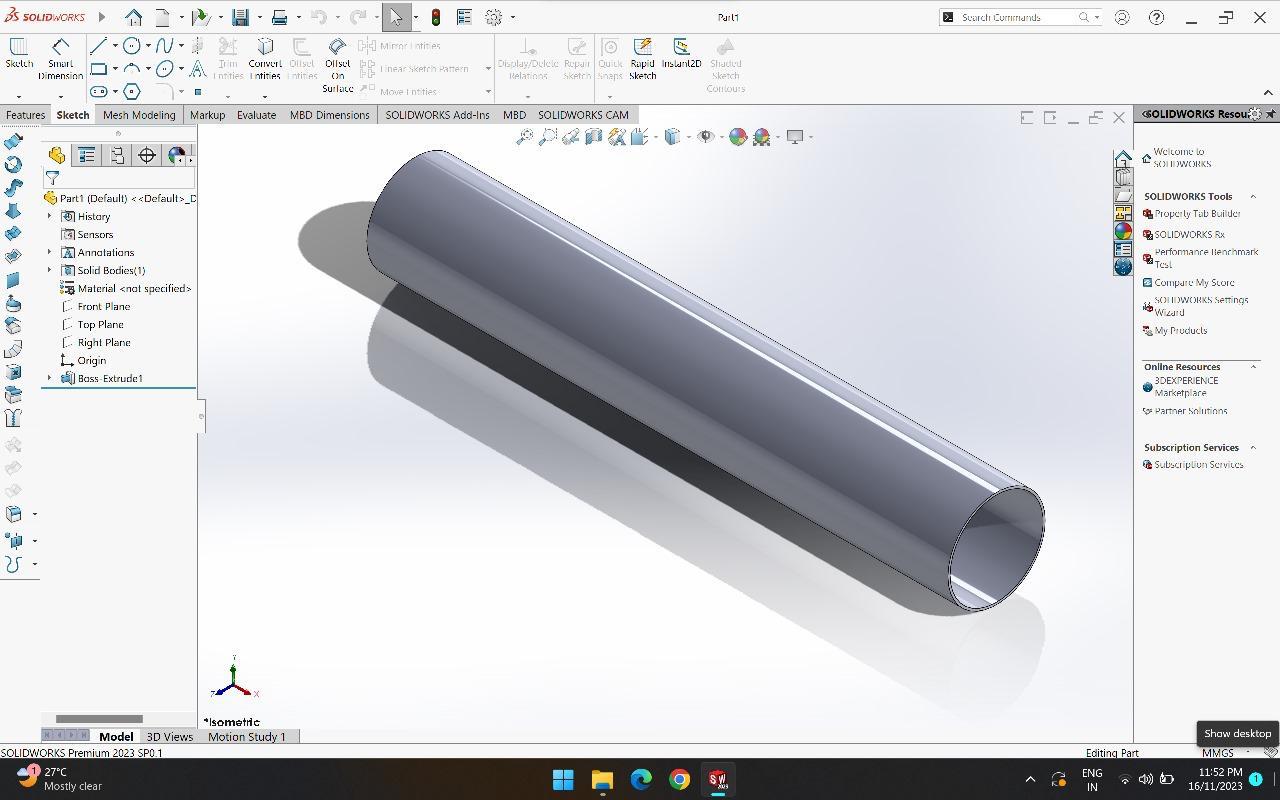 SOLIDWORKS
Part1
Search Commands
Sketch
Smart Dimension
Trim Entities
Convert Entities
Offset Entities
Offset On Surface
Mirror Entities
Linear Sketch Pattern
Move Entities
Display/Delete Relations
Repair Sketch
Quick Snaps
Rapid Sketch
Instant2D
Shaded Sketch Contours
Features
Sketch
Mesh Modeling
Markup
Evaluate
MBD Dimensions
SOLIDWORKS Add-Ins
MBD
SOLIDWORKS CAM
Part1 (Default) <<Default>_D
History
Sensors
Annotations
Solid Bodies(1)
Material <not specified>
Front Plane
Top Plane
Right Plane
Origin
Boss-Extrude1
Y
Z
X
*Isometric
SOLIDWORKS Resou
Welcome to
SOLIDWORKS
SOLIDWORKS Tools
Property Tab Builder
SOLIDWORKS Rx
Performance Benchmark
Test
Compare My Score
SOLIDWORKS Settings
Wizard
My Products
Online Resources
3DEXPERIENCE
Marketplace
Partner Solutions
Subscription Services
Subscription Services
Model
3D Views
Motion Study 1
Show desktop
SOLIDWORKS Premium 2023 SP0.1
Editing Part
MMGS
1
27°C
Mostly clear
SW
2023
ENG
IN
11:52 PM
16/11/2023
1